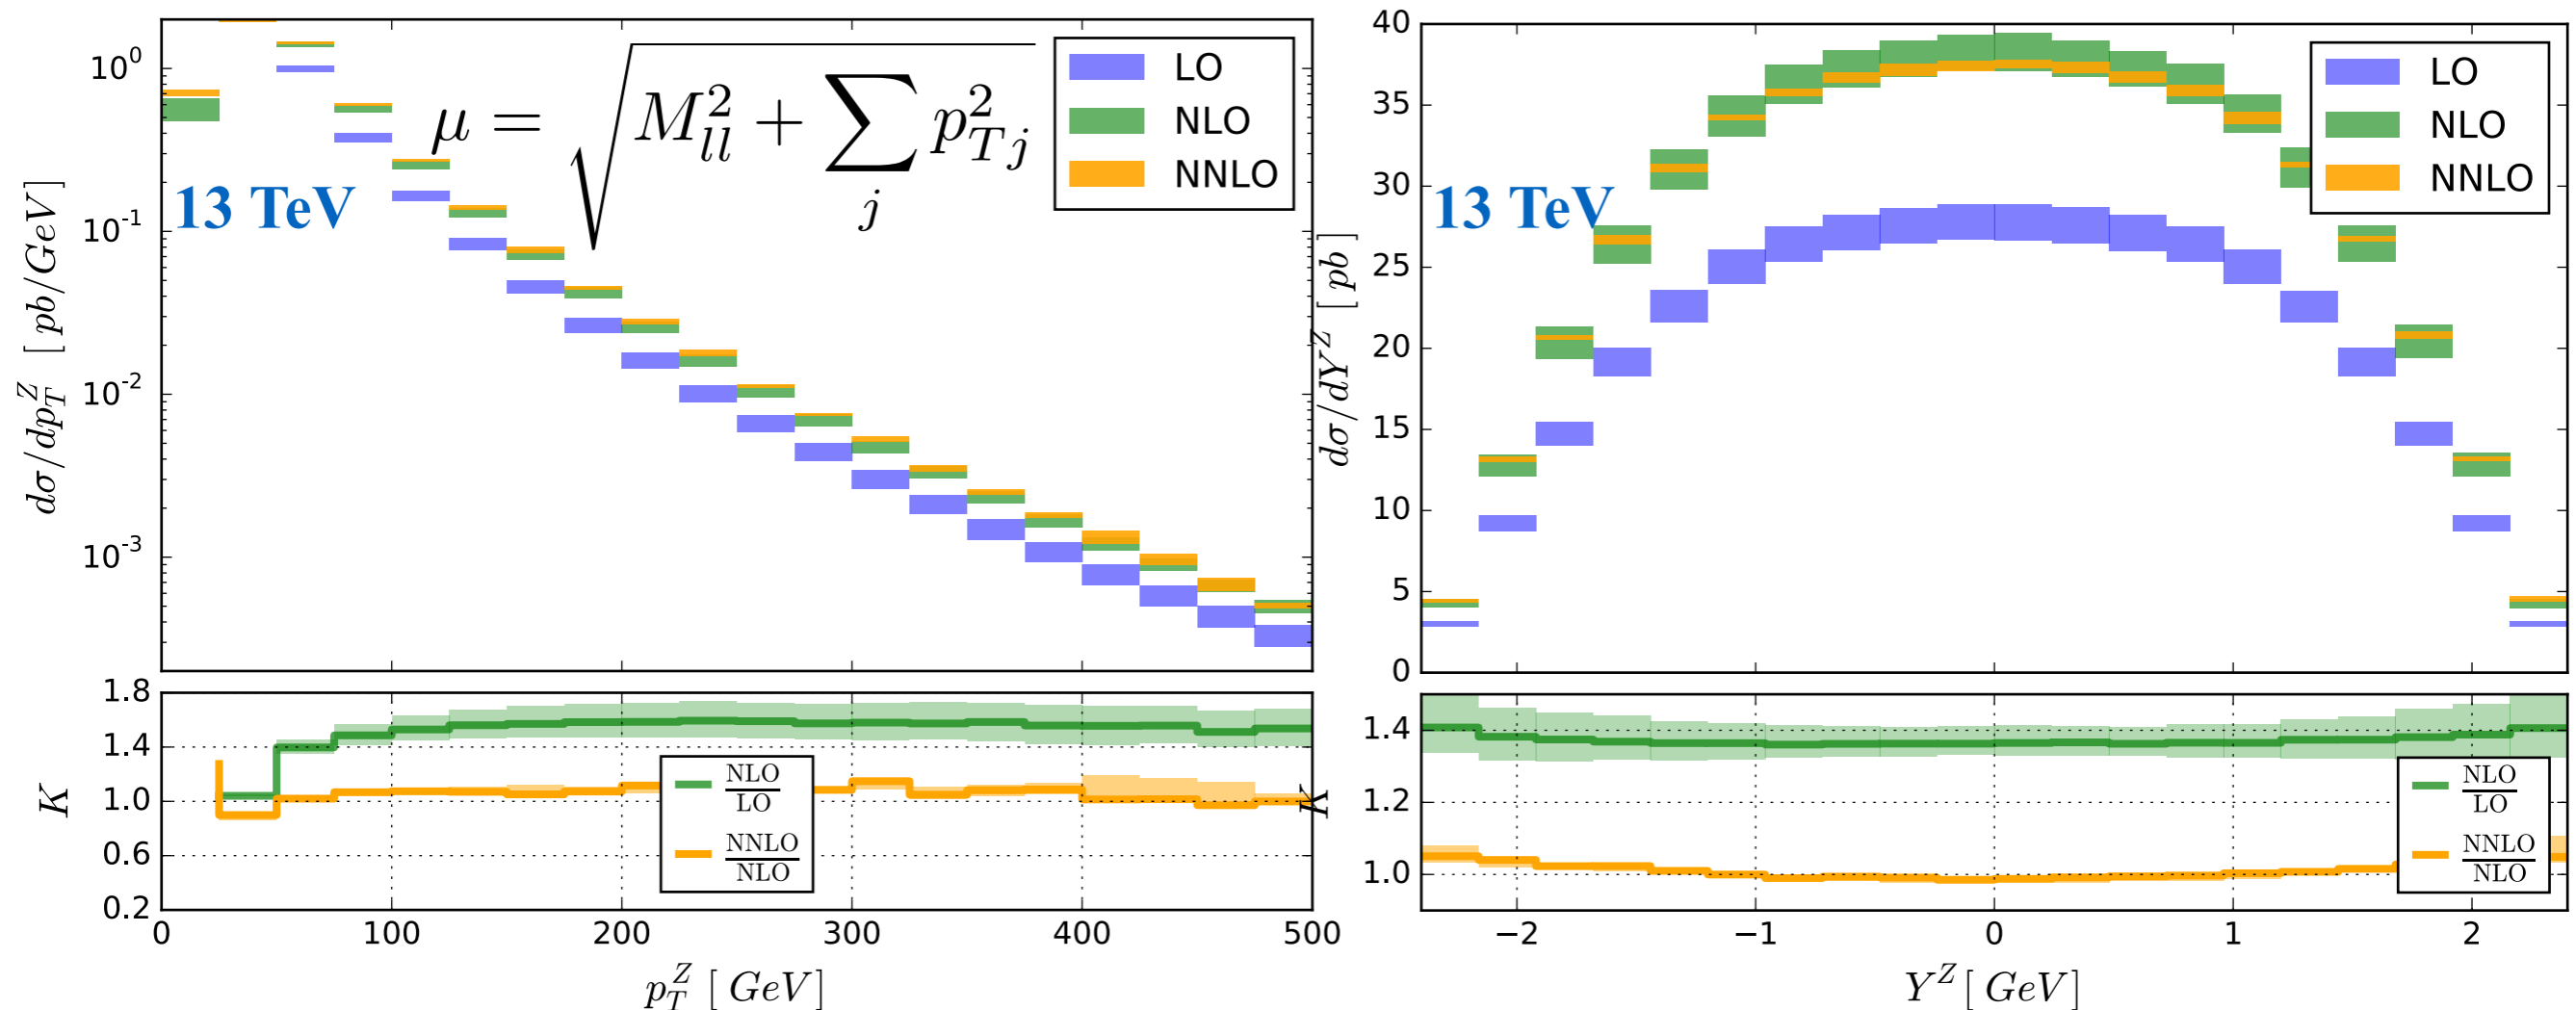 10^0
10^-1
10^-2
10^-3
dσ/dp_T^Z [pb/GeV]
13 TeV
μ = √(M_ll^2 + ∑_j p_Tj^2)
LO
NLO
NNLO
1.8
1.4
1.0
0.6
0.2
K
NLO/LO
NNLO/NLO
0 100 200 300 400 500
p_T^Z [GeV]
40
35
30
25
20
15
10
5
0
dσ/dY^Z [pb]
13 TeV
LO
NLO
NNLO
1.4
1.2
1.0
K
NLO/LO
NNLO/NLO
−2 −1 0 1 2
Y^Z [GeV]